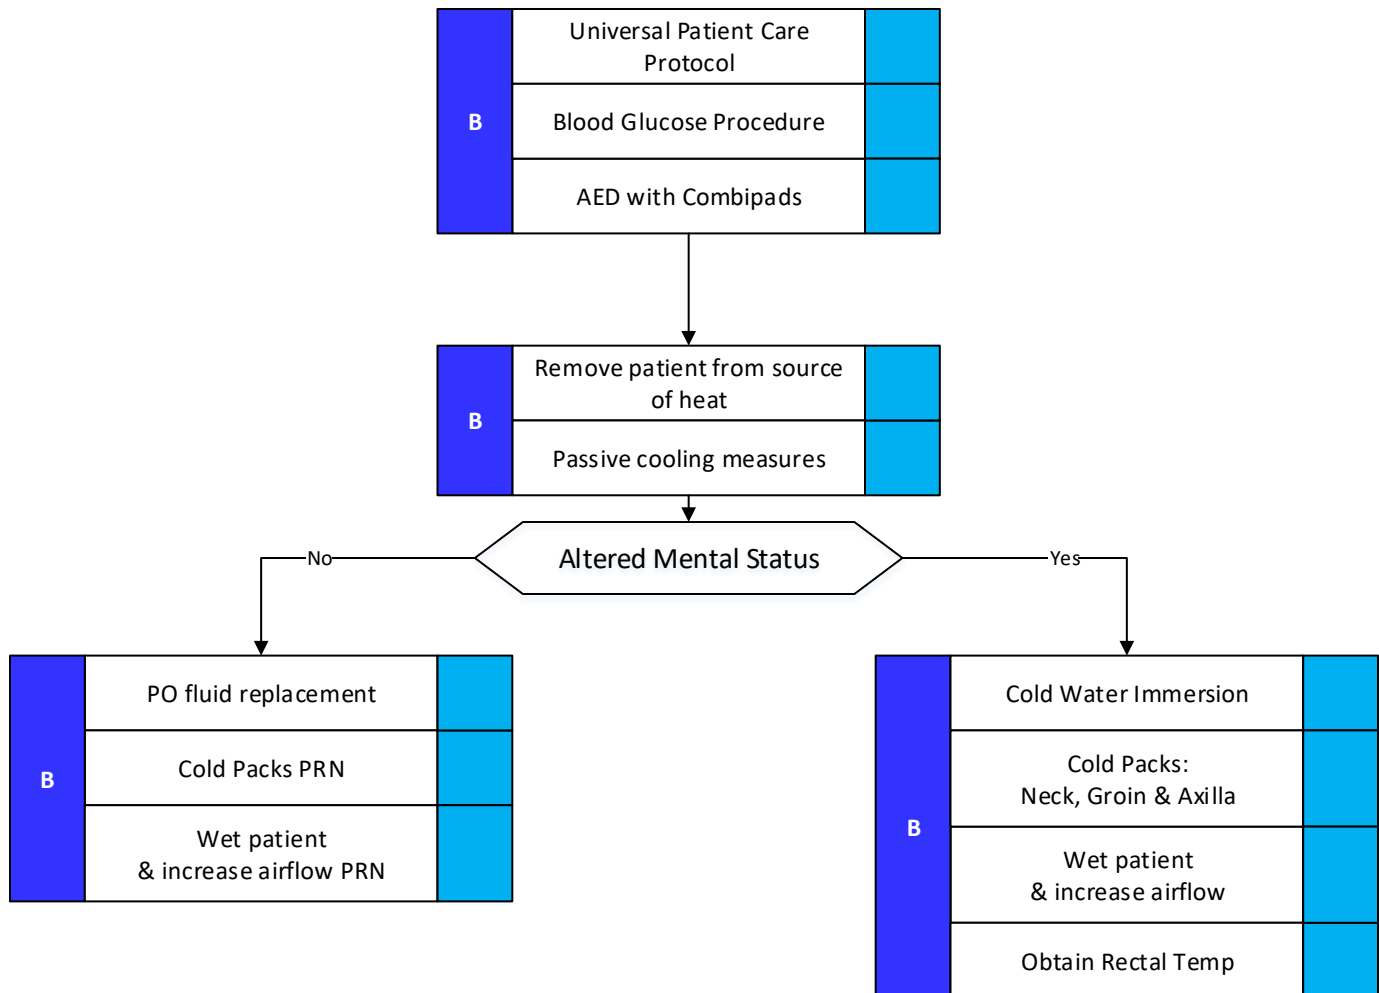 Universal Patient Care
Protocol
B
Blood Glucose Procedure
AED with Combipads
Remove patient from source
of heat
B
Passive cooling measures
Altered Mental Status
No
Yes
PO fluid replacement
Cold Packs PRN
B
Wet patient
& increase airflow PRN
Cold Water Immersion
Cold Packs:
Neck, Groin & Axilla
B
Wet patient
& increase airflow
Obtain Rectal Temp